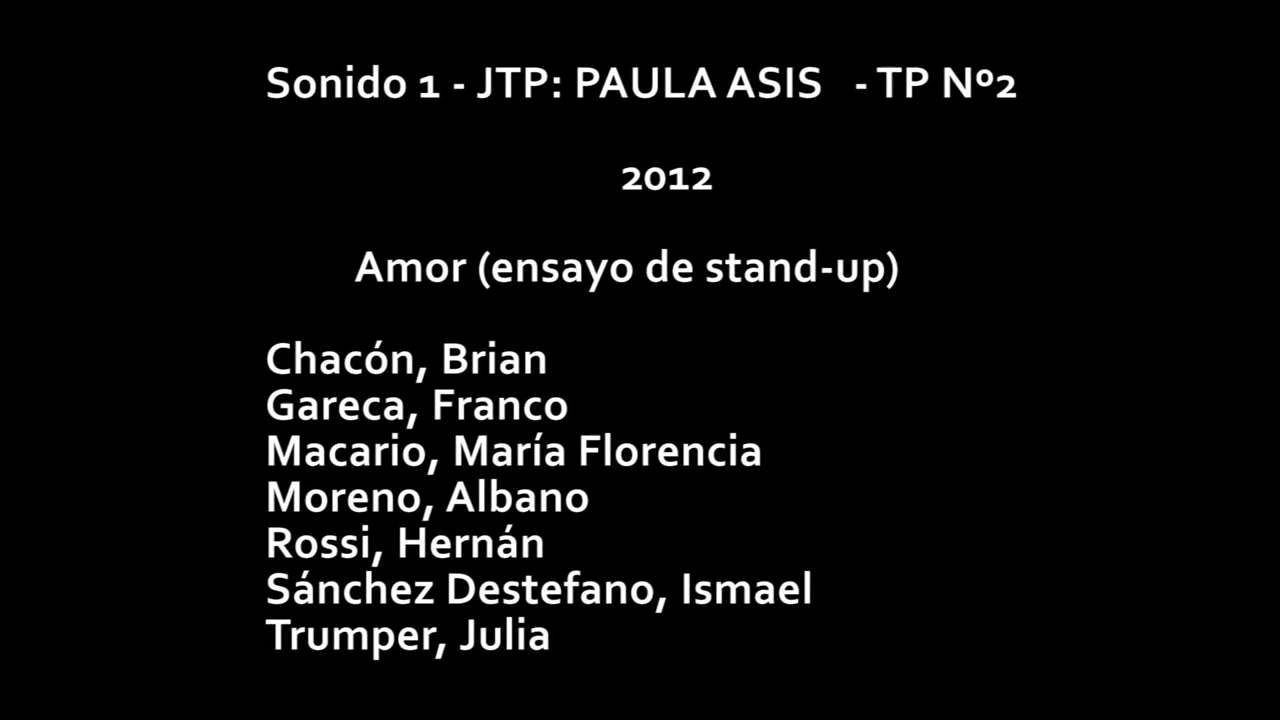 Sonido 1 - JTP: PAULA ASIS - TP Nº2
2012
Amor (ensayo de stand-up)
Chacón, Brian
Gareca, Franco
Macario, María Florencia
Moreno, Albano
Rossi, Hernán
Sánchez Destefano, Ismael
Trumper, Julia